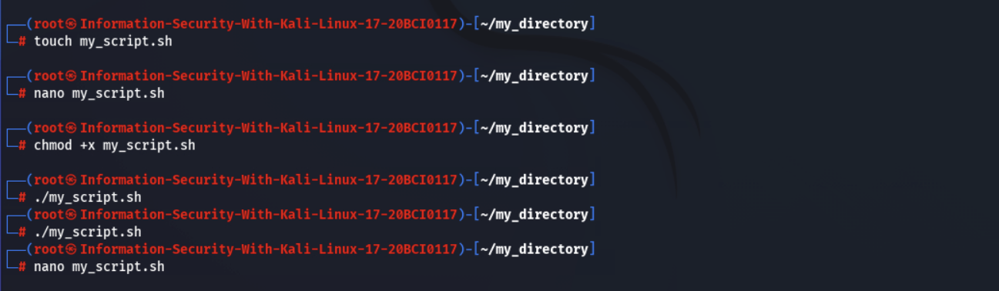 ┌──(root㉿Information-Security-With-Kali-Linux-17-20BCI0117)-[~/my_directory]
└─# touch my_script.sh
┌──(root㉿Information-Security-With-Kali-Linux-17-20BCI0117)-[~/my_directory]
└─# nano my_script.sh
┌──(root㉿Information-Security-With-Kali-Linux-17-20BCI0117)-[~/my_directory]
└─# chmod +x my_script.sh
┌──(root㉿Information-Security-With-Kali-Linux-17-20BCI0117)-[~/my_directory]
└─# ./my_script.sh
┌──(root㉿Information-Security-With-Kali-Linux-17-20BCI0117)-[~/my_directory]
└─# ./my_script.sh
┌──(root㉿Information-Security-With-Kali-Linux-17-20BCI0117)-[~/my_directory]
└─# nano my_script.sh